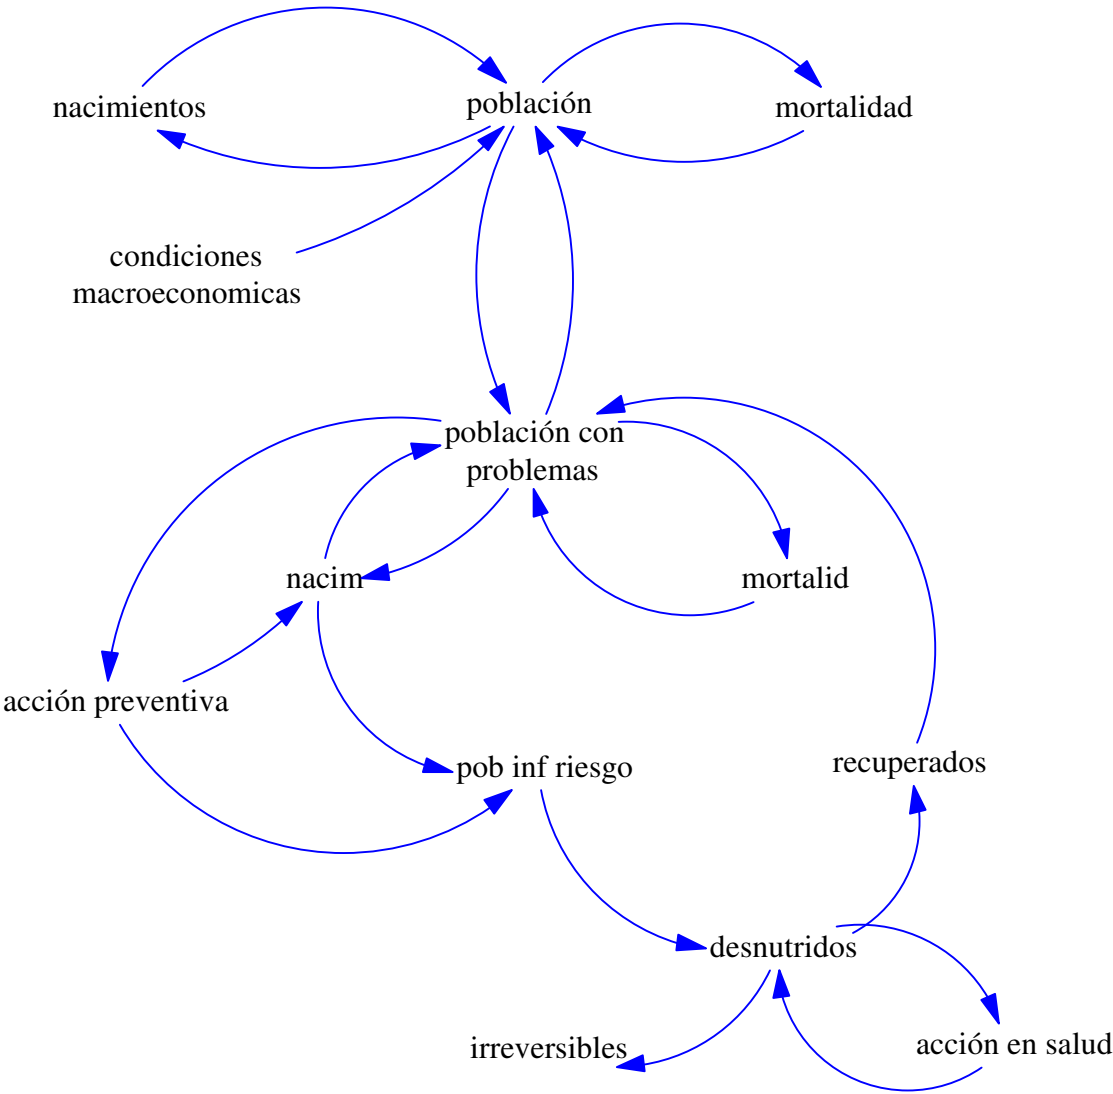 nacimientos
población
mortalidad
condiciones
macroeconomicas
población con
problemas
nacim
mortalid
acción preventiva
pob inf riesgo
recuperados
desnutridos
irreversibles
acción en salud